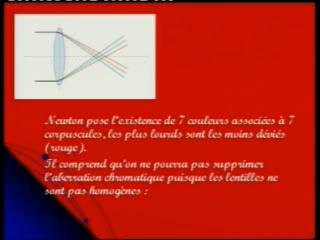 Newton pose l'existence de 7 couleurs associées à 7
corpuscules, les plus lourds sont les moins déviés
(rouge).
Il comprend qu'on ne pourra pas supprimer
l'aberration chromatique puisque les lentilles ne
sont pas homogènes :